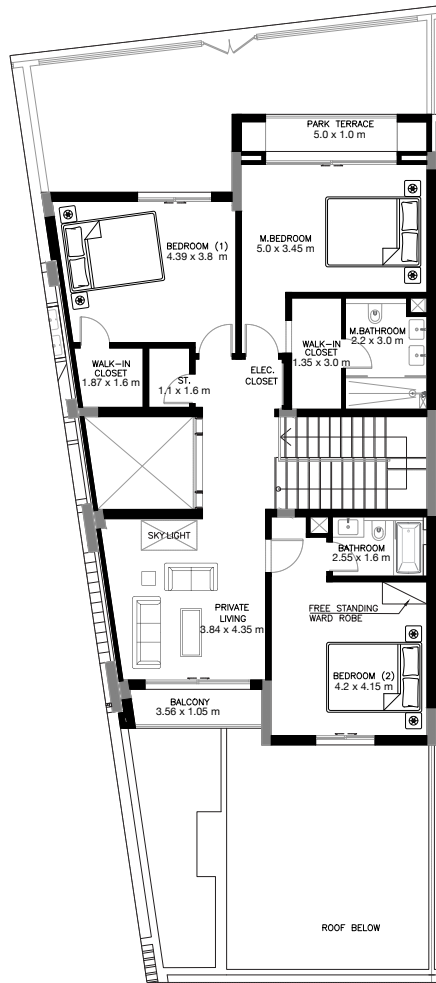 PARK TERRACE
5.0 x 1.0 m
BEDROOM (1)
4.39 x 3.8 m
M.BEDROOM
5.0 x 3.45 m
M.BATHROOM
2.2 x 3.0 m
WALK-IN
CLOSET
1.35 x 3.0 m
WALK-IN
CLOSET
1.87 x 1.6 m
ST.
1.1 x 1.6 m
ELEC.
CLOSET
SKYLIGHT
BATHROOM
2.55 x 1.6 m
PRIVATE
LIVING
3.84 x 4.35 m
FREE STANDING
WARD ROBE
BEDROOM (2)
4.2 x 4.15 m
BALCONY
3.56 x 1.05 m
ROOF BELOW